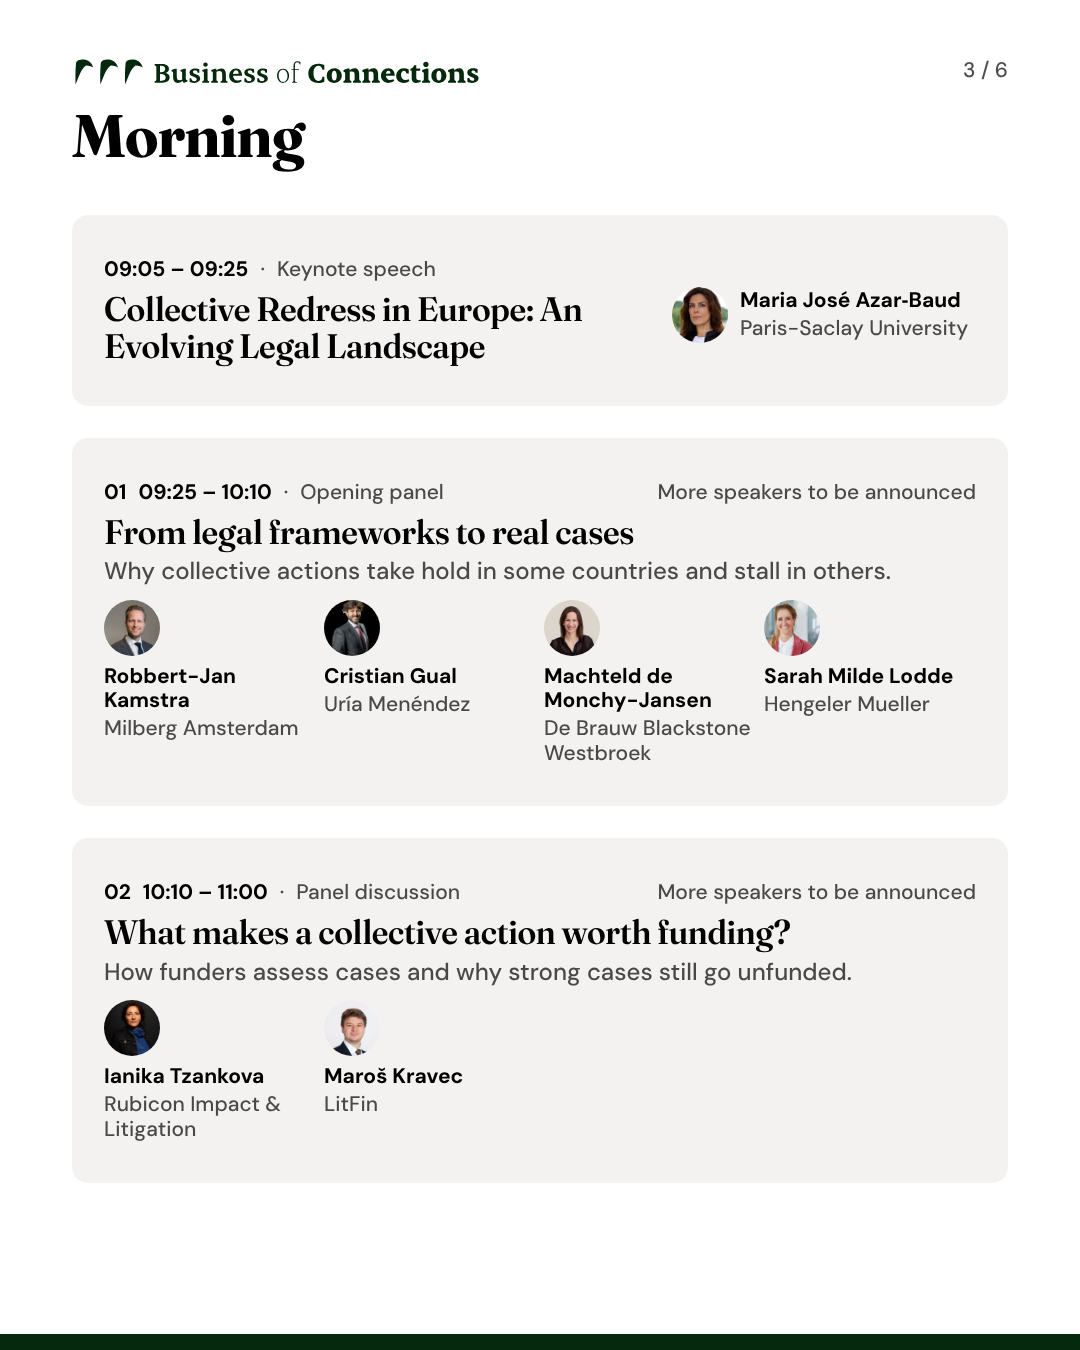 Business of Connections
3 / 6
Morning
09:05 – 09:25 · Keynote speech
Collective Redress in Europe: An
Evolving Legal Landscape
Maria José Azar-Baud
Paris-Saclay University
01 09:25 – 10:10 · Opening panel
More speakers to be announced
From legal frameworks to real cases
Why collective actions take hold in some countries and stall in others.
Robbert-Jan
Kamstra
Milberg Amsterdam
Cristian Gual
Uría Menéndez
Machteld de
Monchy-Jansen
De Brauw Blackstone
Westbroek
Sarah Milde Lodde
Hengeler Mueller
02 10:10 – 11:00 · Panel discussion
More speakers to be announced
What makes a collective action worth funding?
How funders assess cases and why strong cases still go unfunded.
Ianika Tzankova
Rubicon Impact &
Litigation
Maroš Kravec
LitFin